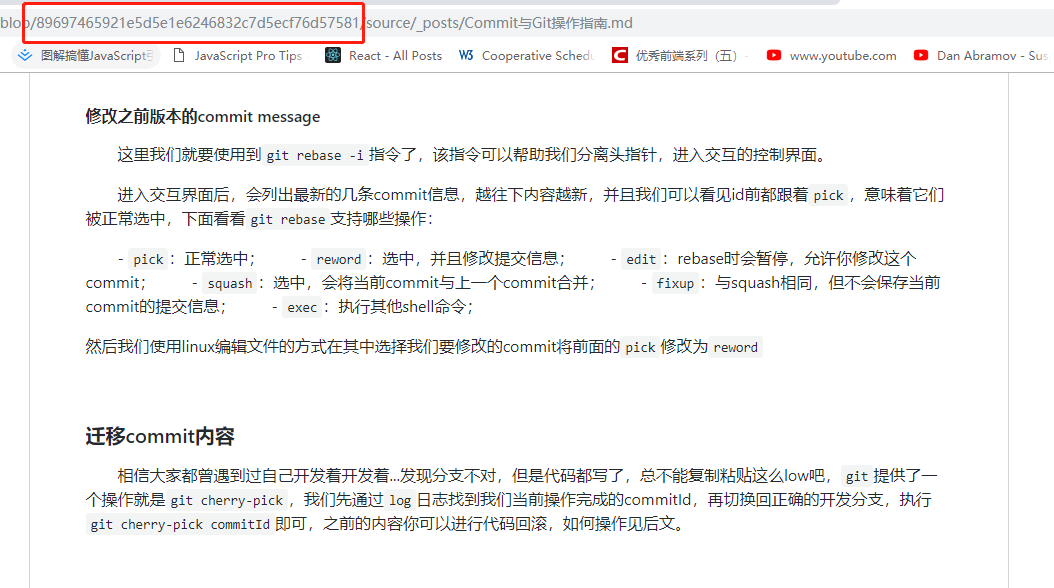 blob/89697465921e5d5e1e6246832c7d5ecf76d57581/source/_posts/Commit与Git操作指南.md
图解搞懂JavaScript引 JavaScript Pro Tips React - All Posts Cooperative Schedu 优秀前端系列（五） - www.youtube.com Dan Abramov - Sus
修改之前版本的commit message
这里我们就要使用到 git rebase -i 指令了，该指令可以帮助我们分离头指针，进入交互的控制界面。
进入交互界面后，会列出最新的几条commit信息，越往下内容越新，并且我们可以看见id前都跟着 pick ，意味着它们
被正常选中，下面看看 git rebase 支持哪些操作：
- pick ：正常选中； - reword ：选中，并且修改提交信息； - edit ：rebase时会暂停，允许你修改这个
commit； - squash ：选中，会将当前commit与上一个commit合并； - fixup ：与squash相同，但不会保存当前
commit的提交信息； - exec ：执行其他shell命令；
然后我们使用linux编辑文件的方式在其中选择我们要修改的commit将前面的 pick 修改为 reword
迁移commit内容
相信大家都曾遇到过自己开发着开发着...发现分支不对，但是代码都写了，总不能复制粘贴这么low吧， git 提供了一
个操作就是 git cherry-pick ，我们先通过 log 日志找到我们当前操作完成的commitId，再切换回正确的开发分支，执行
git cherry-pick commitId 即可，之前的内容你可以进行代码回滚，如何操作见后文。